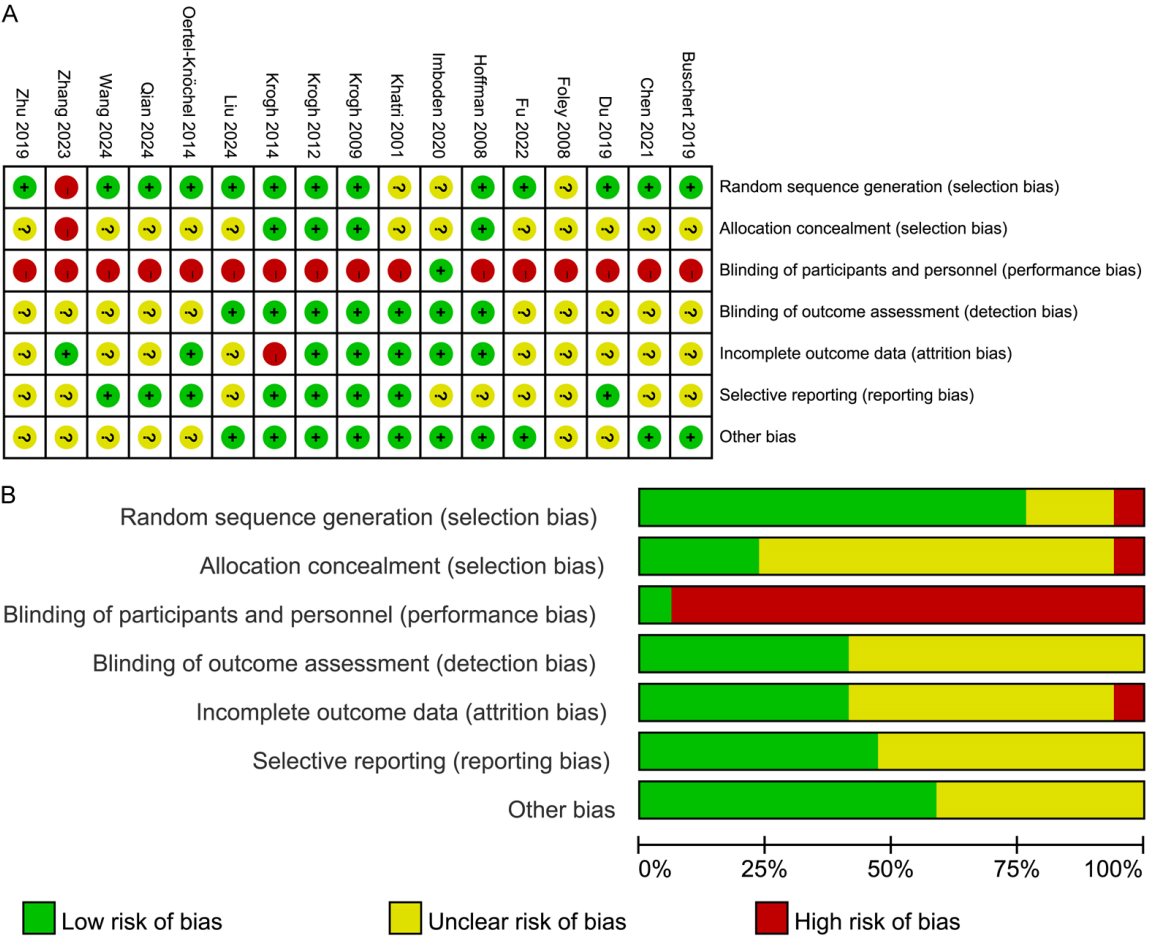 A
Zhu 2019
Zhang 2023
Wang 2024
Qian 2024
Oertel-Knöchel 2014
Liu 2024
Krogh 2014
Krogh 2012
Krogh 2009
Khatri 2001
Imboden 2020
Hoffman 2008
Fu 2022
Foley 2008
Du 2019
Chen 2021
Buschert 2019
+ - + + + + + + + ? ? + + ? + + + Random sequence generation (selection bias)
? - ? ? ? ? + + + ? ? + ? ? ? ? ? Allocation concealment (selection bias)
- - - - - - - - - - + - - - - - - Blinding of participants and personnel (performance bias)
? ? ? ? ? + + + + + + + ? ? ? ? ? Blinding of outcome assessment (detection bias)
? + ? ? + ? - + + + + + ? ? ? ? ? Incomplete outcome data (attrition bias)
? ? + + + ? + + + + ? ? ? ? + ? ? Selective reporting (reporting bias)
? ? ? ? ? + + + + + + + + ? ? + + Other bias
B
Random sequence generation (selection bias)
Allocation concealment (selection bias)
Blinding of participants and personnel (performance bias)
Blinding of outcome assessment (detection bias)
Incomplete outcome data (attrition bias)
Selective reporting (reporting bias)
Other bias
0% 25% 50% 75% 100%
Low risk of bias
Unclear risk of bias
High risk of bias